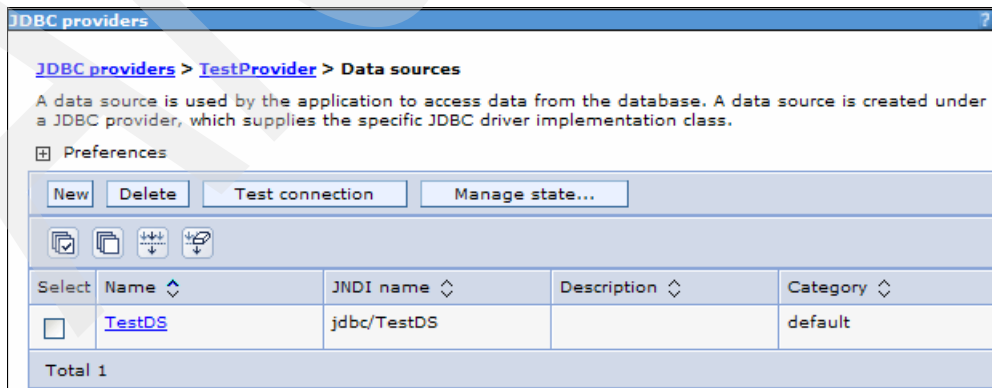 JDBC providers ?
JDBC providers > TestProvider > Data sources
A data source is used by the application to access data from the database. A data source is created under
a JDBC provider, which supplies the specific JDBC driver implementation class.
Preferences
New Delete Test connection Manage state...
Select Name JNDI name Description Category
TestDS jdbc/TestDS default
Total 1